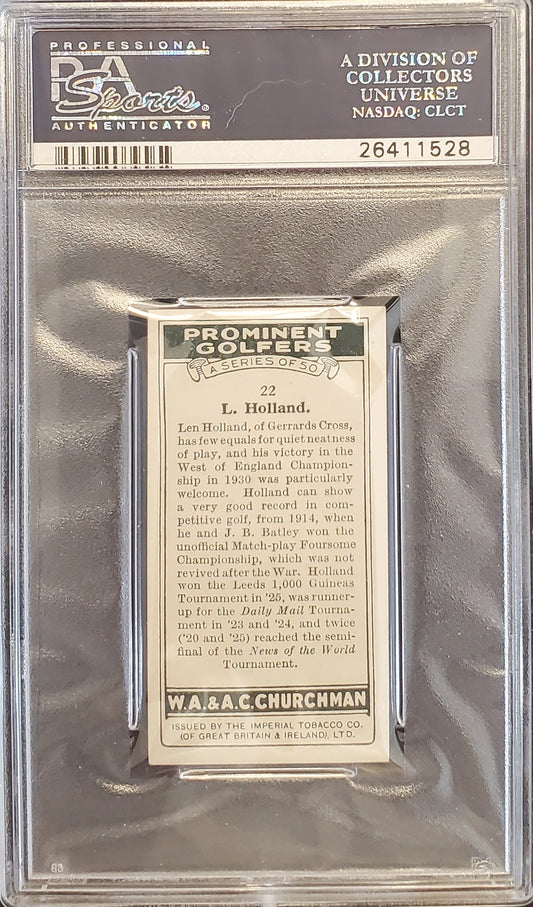 PROFESSIONAL
PSA
Sports
AUTHENTICATOR
A DIVISION OF
COLLECTORS
UNIVERSE
NASDAQ: CLCT
26411528
PROMINENT
GOLFERS
A SERIES OF 50
22
L. Holland.
Len Holland, of Gerrards Cross,
has few equals for quiet neatness
of play, and his victory in the
West of England Champion-
ship in 1930 was particularly
welcome. Holland can show
a very good record in com-
petitive golf, from 1914, when
he and J. B. Batley won the
unofficial Match-play Foursome
Championship, which was not
revived after the War. Holland
won the Leeds 1,000 Guineas
Tournament in '25, was runner-
up for the Daily Mail Tourna-
ment in '23 and '24, and twice
('20 and '25) reached the semi-
final of the News of the World
Tournament.
W.A.&A.C.CHURCHMAN
ISSUED BY THE IMPERIAL TOBACCO CO.
(OF GREAT BRITAIN & IRELAND), LTD.
63